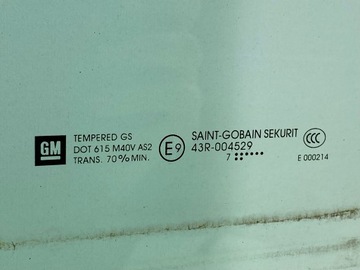 GM
TEMPERED GS
DOT 615 M40V AS2
TRANS. 70% MIN.
E9
SAINT-GOBAIN SEKURIT
43R-004529
7
CCC
E 000214